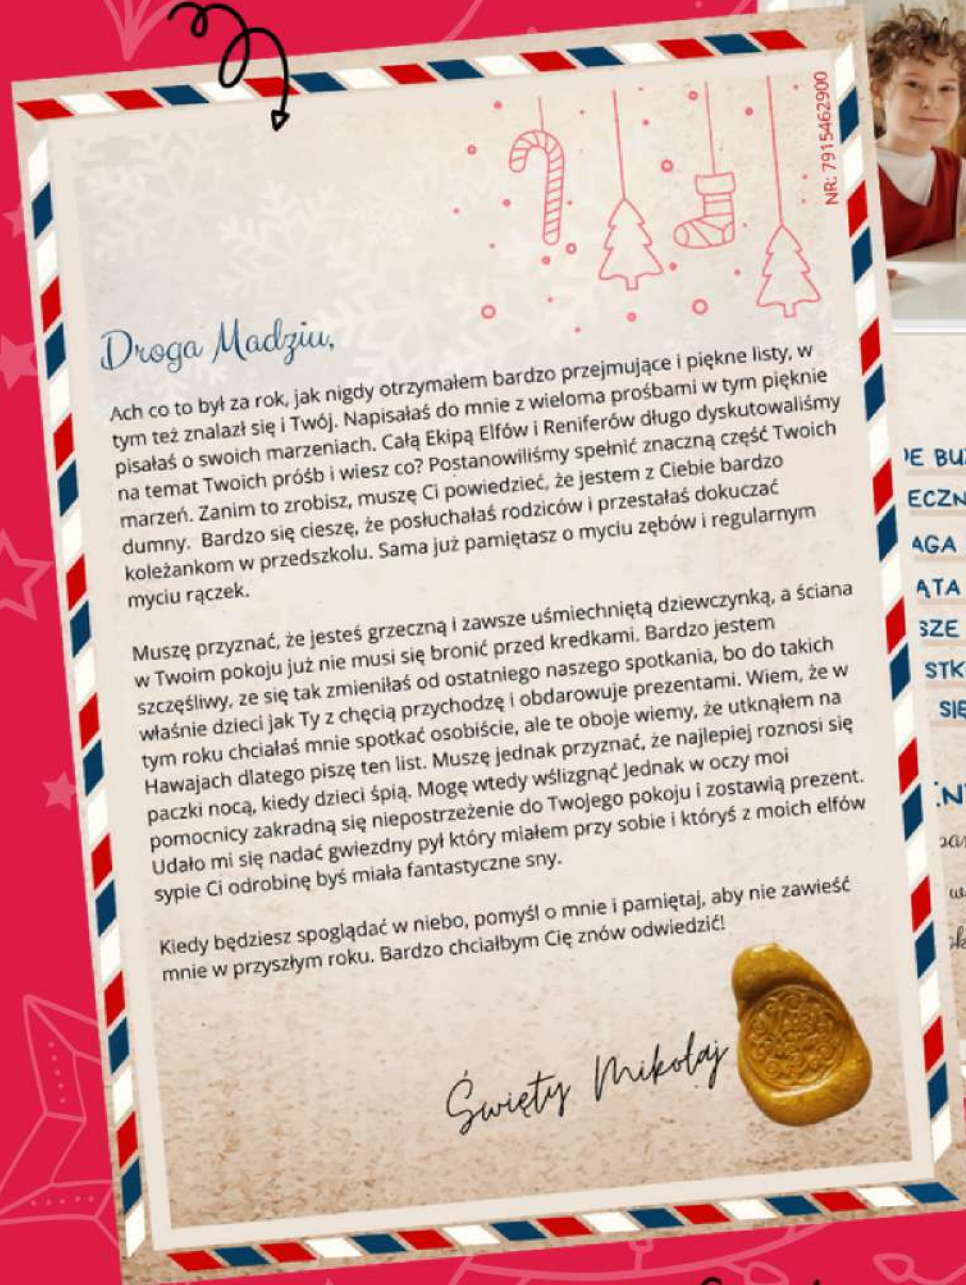 NR: 7915462900
Droga Madziu,
Ach co to był za rok, jak nigdy otrzymałem bardzo przejmujące i piękne listy, w
tym też znalazł się i Twój. Napisałaś do mnie z wieloma prośbami w tym pięknie
pisałaś o swoich marzeniach. Całą Ekipą Elfów i Reniferów długo dyskutowaliśmy
na temat Twoich próśb i wiesz co? Postanowiliśmy spełnić znaczną część Twoich
marzeń. Zanim to zrobisz, muszę Ci powiedzieć, że jestem z Ciebie bardzo
dumny. Bardzo się cieszę, że posłuchałaś rodziców i przestałaś dokuczać
koleżankom w przedszkolu. Sama już pamiętasz o myciu zębów i regularnym
myciu rączek.
Muszę przyznać, że jesteś grzeczną i zawsze uśmiechniętą dziewczynką, a ściana
w Twoim pokoju już nie musi się bronić przed kredkami. Bardzo jestem
szczęśliwy, ze się tak zmieniłaś od ostatniego naszego spotkania, bo do takich
właśnie dzieci jak Ty z chęcią przychodzę i obdarowuje prezentami. Wiem, że w
tym roku chciałaś mnie spotkać osobiście, ale te oboje wiemy, że utknąłem na
Hawajach dlatego piszę ten list. Muszę jednak przyznać, że najlepiej roznosi się
paczki nocą, kiedy dzieci śpią. Mogę wtedy wślizgnąć Jednak w oczy moi
pomocnicy zakradną się niepostrzeżenie do Twojego pokoju i zostawią prezent.
Udało mi się nadać gwiezdny pył który miałem przy sobie i któryś z moich elfów
sypie Ci odrobinę byś miała fantastyczne sny.
Kiedy będziesz spoglądać w niebo, pomyśl o mnie i pamiętaj, aby nie zawieść
mnie w przyszłym roku. Bardzo chciałbym Cię znów odwiedzić!
Święty Mikołaj
SIĘ